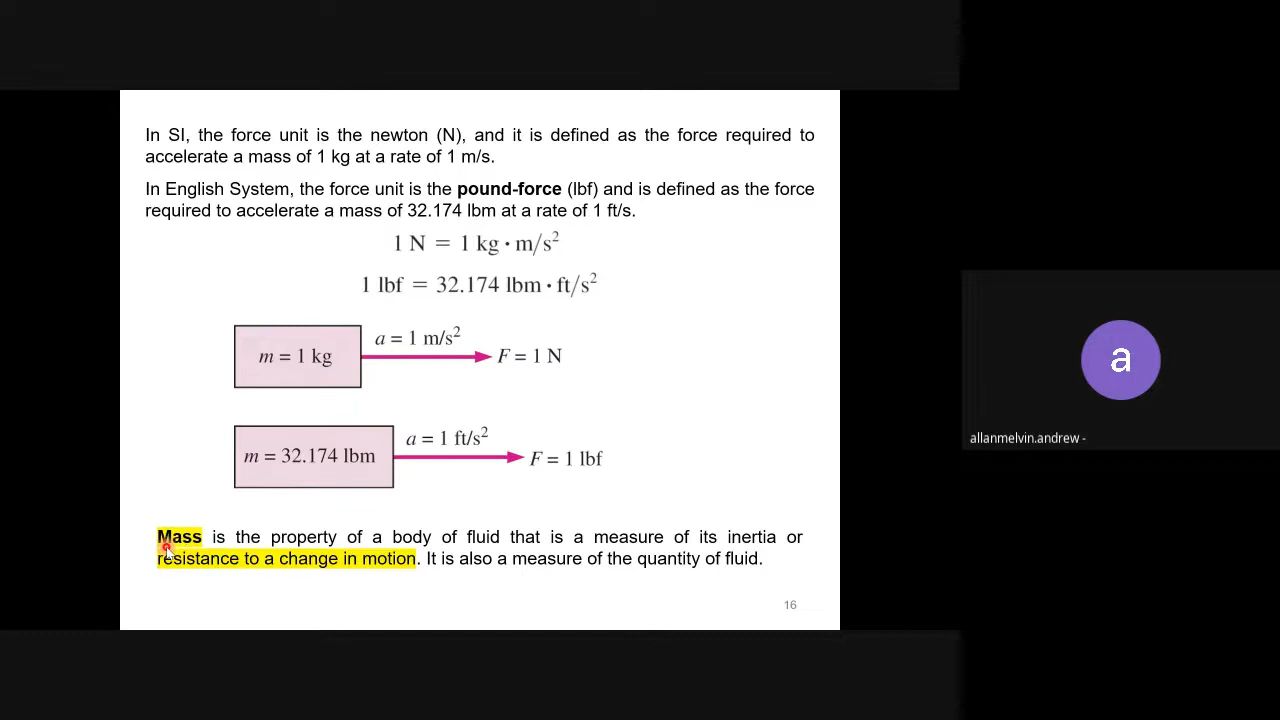 In SI, the force unit is the newton (N), and it is defined as the force required to
accelerate a mass of 1 kg at a rate of 1 m/s.
In English System, the force unit is the pound-force (lbf) and is defined as the force
required to accelerate a mass of 32.174 lbm at a rate of 1 ft/s.
1 N = 1 kg · m/s²
1 lbf = 32.174 lbm · ft/s²
a = 1 m/s²
m = 1 kg
F = 1 N
a = 1 ft/s²
m = 32.174 lbm
F = 1 lbf
Mass is the property of a body of fluid that is a measure of its inertia or
resistance to a change in motion. It is also a measure of the quantity of fluid.
16
a
allanmelvin.andrew -